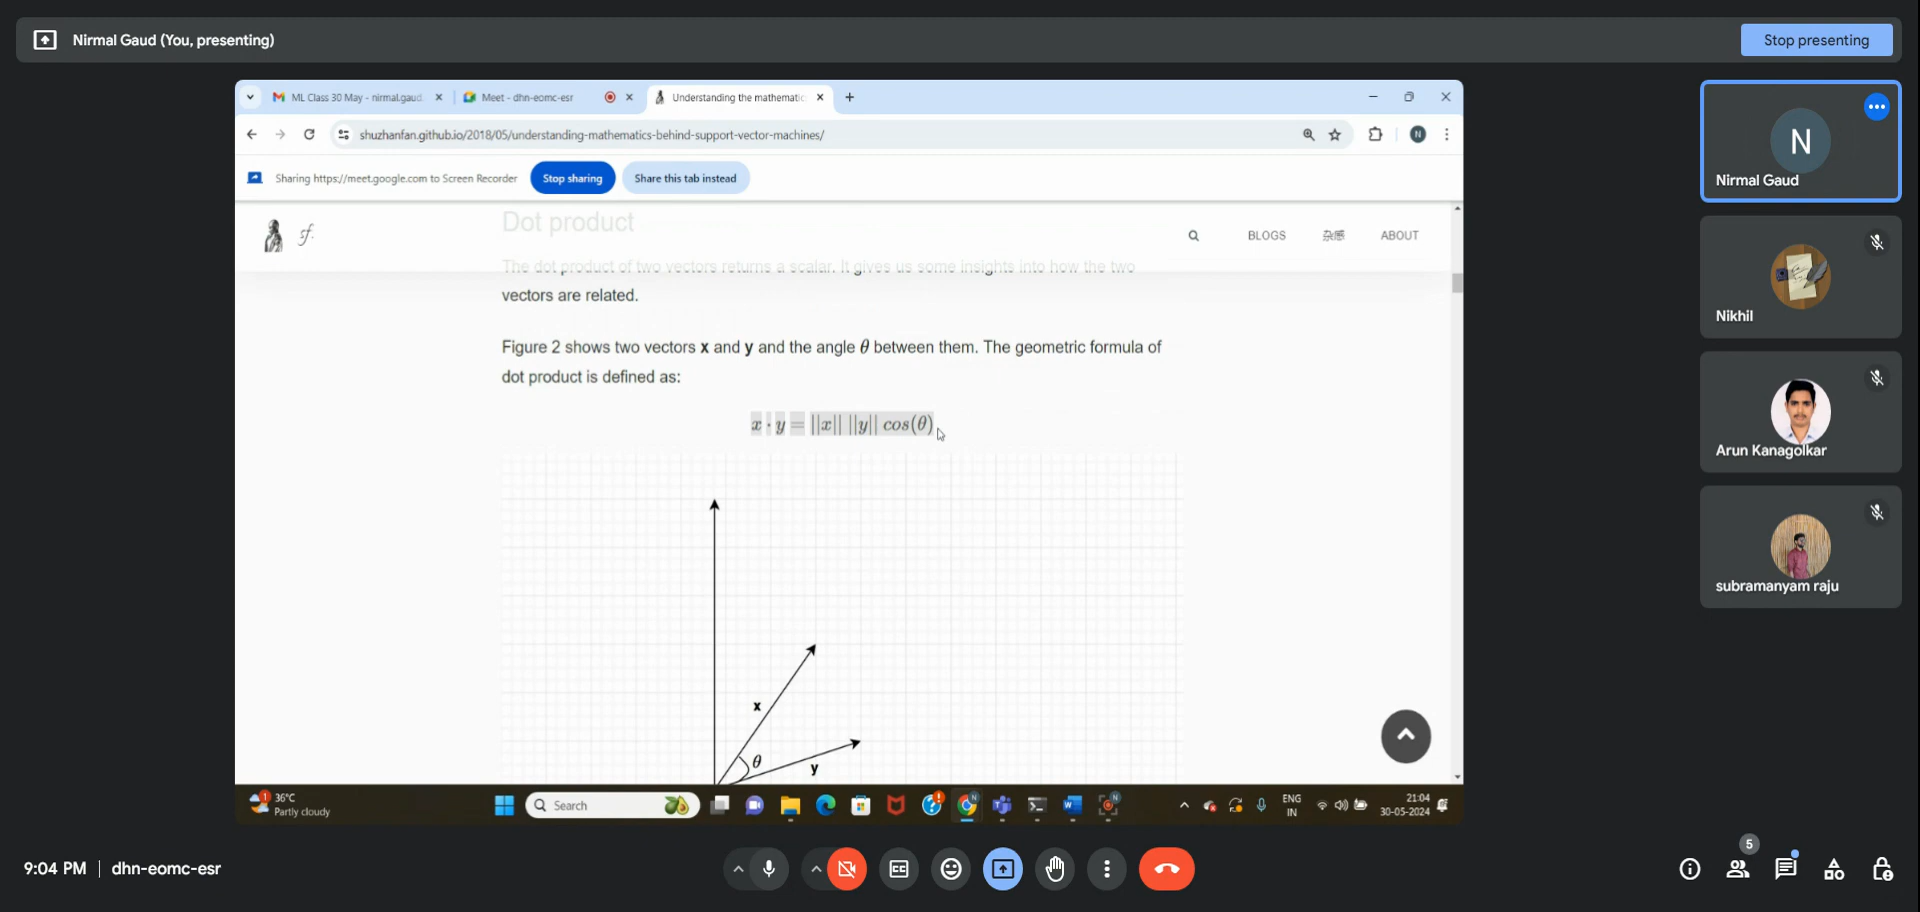 Nirmal Gaud (You, presenting)
Stop presenting
ML Class 30 May - nirmal.gaud.
Meet - dhn-eomc-esr
Understanding the mathematic
shuzhanfan.github.io/2018/05/understanding-mathematics-behind-support-vector-machines/
N
Sharing https://meet.google.com to Screen Recorder
Stop sharing
Share this tab instead
sf.
Dot product
BLOGS
杂感
ABOUT
The dot product of two vectors returns a scalar. It gives us some insights into how the two
vectors are related.
Figure 2 shows two vectors x and y and the angle θ between them. The geometric formula of
dot product is defined as:
x · y = ||x|| ||y|| cos(θ)
x
θ
y
N
Nirmal Gaud
Nikhil
Arun Kanagolkar
subramanyam raju
1
36°C
Partly cloudy
Search
ENG
IN
21:04
30-05-2024
9:04 PM | dhn-eomc-esr
5